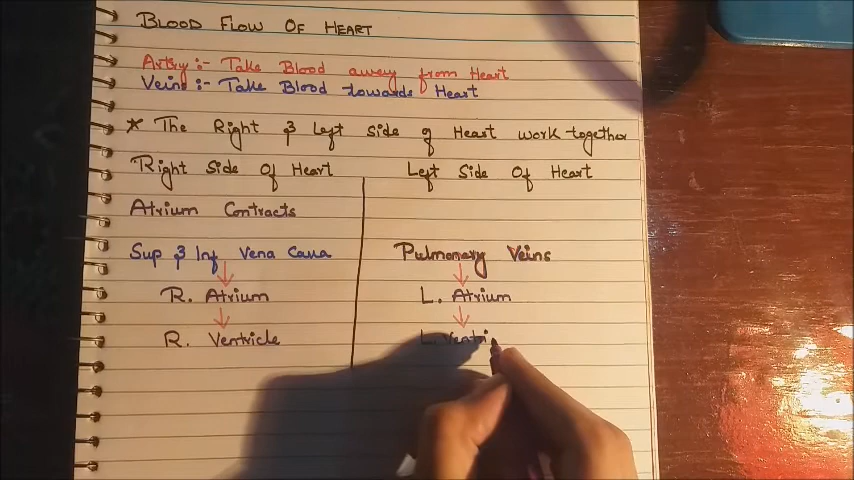 BLOOD FLOW OF HEART
Artry :- Take Blood away from Heart
Veins :- Take Blood towards Heart
* The Right & Left Side of Heart work together
Right Side Of Heart
Atrium Contracts
Sup & Inf Vena Cava
↓
R. Atrium
↓
R. Ventricle
Left Side Of Heart
Pulmonary Veins
↓
L. Atrium
↓
L. Ventri